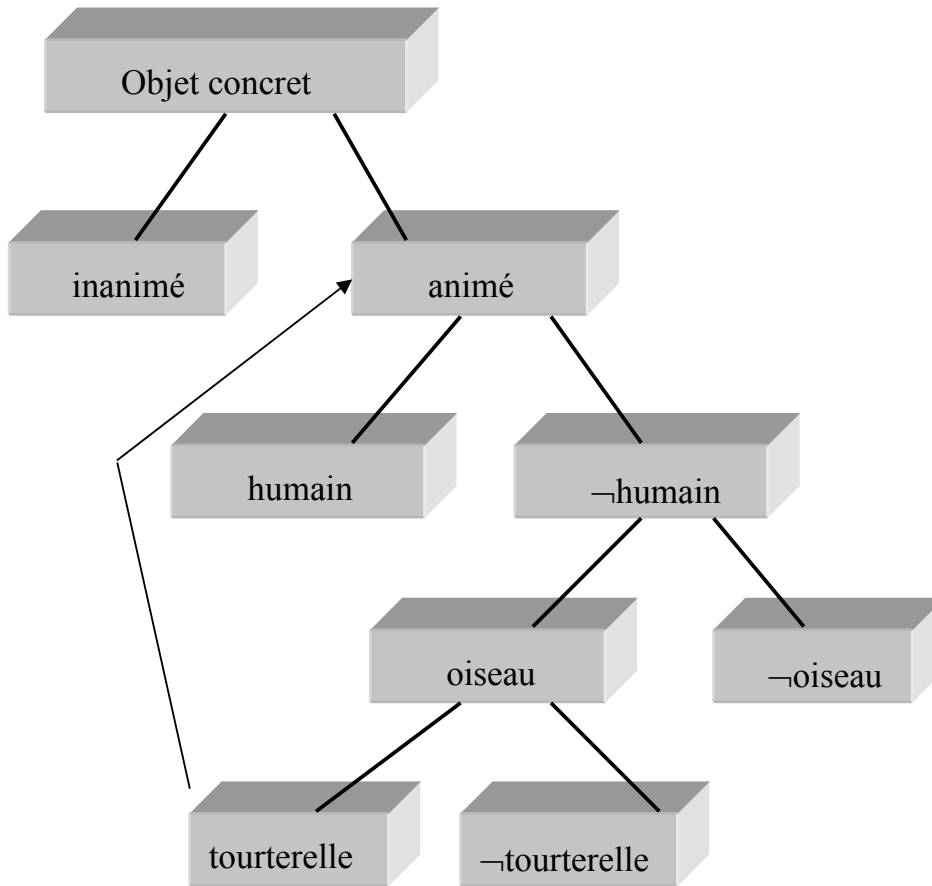 Objet concret
inanimé
animé
humain
¬humain
oiseau
¬oiseau
tourterelle
¬tourterelle